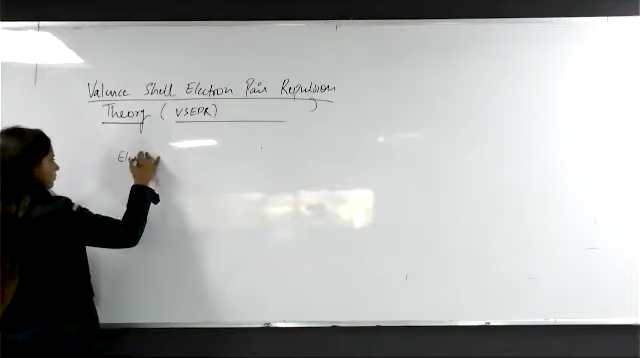 Valence Shell Electron Pair Repulsion
Theory ( VSEPR) )
El